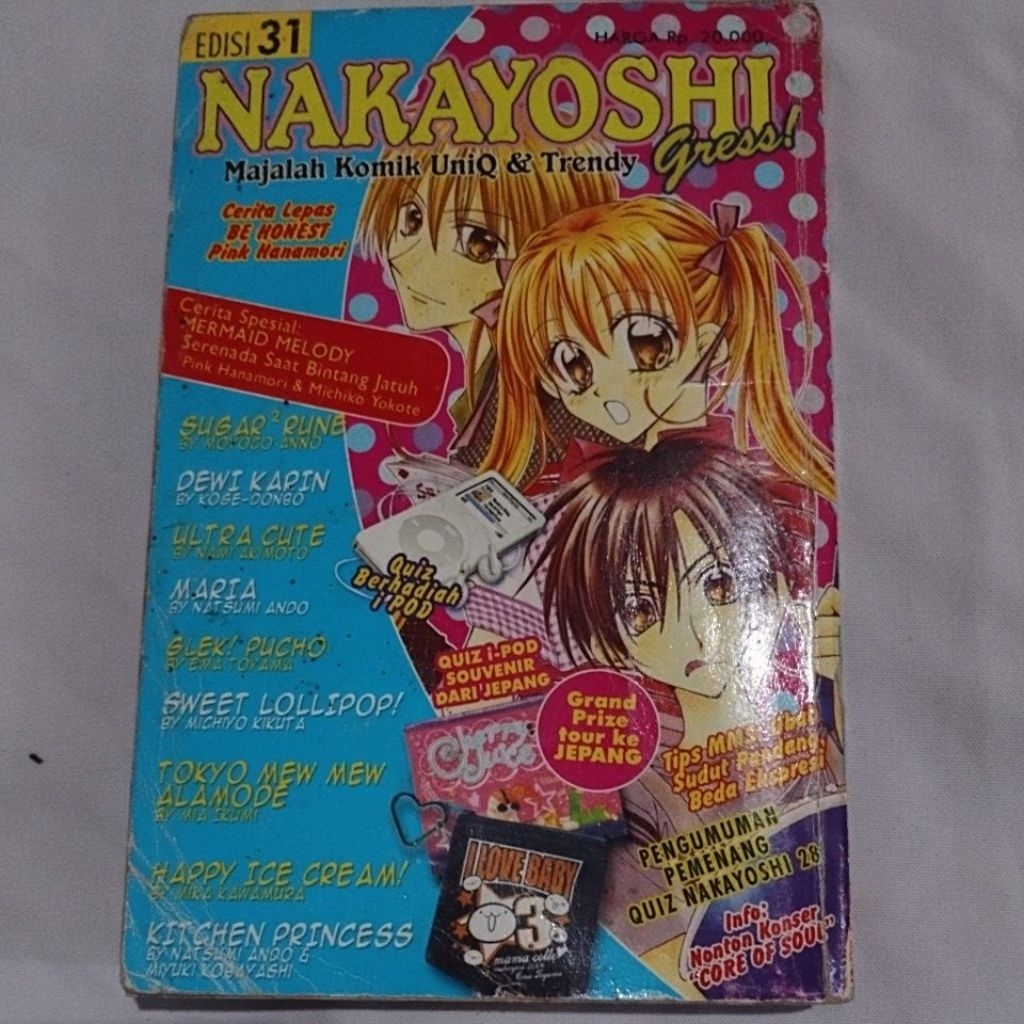 EDISI 31
HARGA Rp. 20.000,-
NAKAYOSHI
Gress!
Majalah Komik UniQ & Trendy
Cerita Lepas
BE HONEST
Pink Hanamori
Cerita Spesial:
MERMAID MELODY
Serenada Saat Bintang Jatuh
Pink Hanamori & Michiko Yokote
SUGAR² RUNE
BY MOYOCO ANNO
DEWI KARIN
BY KOGE-DONBO
ULTRA CUTE
BY NAMI AKIMOTO
MARIA
BY NATSUMI ANDO
GLEK! PUCHO
BY EMA TOYAMA
SWEET LOLLIPOP!
BY MICHIYO KIKUTA
TOKYO MEW MEW
ALAMODE
BY MIA IKUMI
HAPPY ICE CREAM!
BY MIKA KAWAMURA
KITCHEN PRINCESS
BY NATSUMI ANDO &
MIYUKI KOBAYASHI
Quiz
Berhadiah
i POD
QUIZ i-POD
SOUVENIR
DARI JEPANG
Grand
Prize
tour ke
JEPANG
Cherry
Juice
I LOVE BABY
3
mama colle
Tips MMS
Sudut Pandang
Beda Ekspresi
PENGUMUMAN
PEMENANG
QUIZ NAKAYOSHI 28
Info:
Nonton Konser
"CORE OF SOUL"